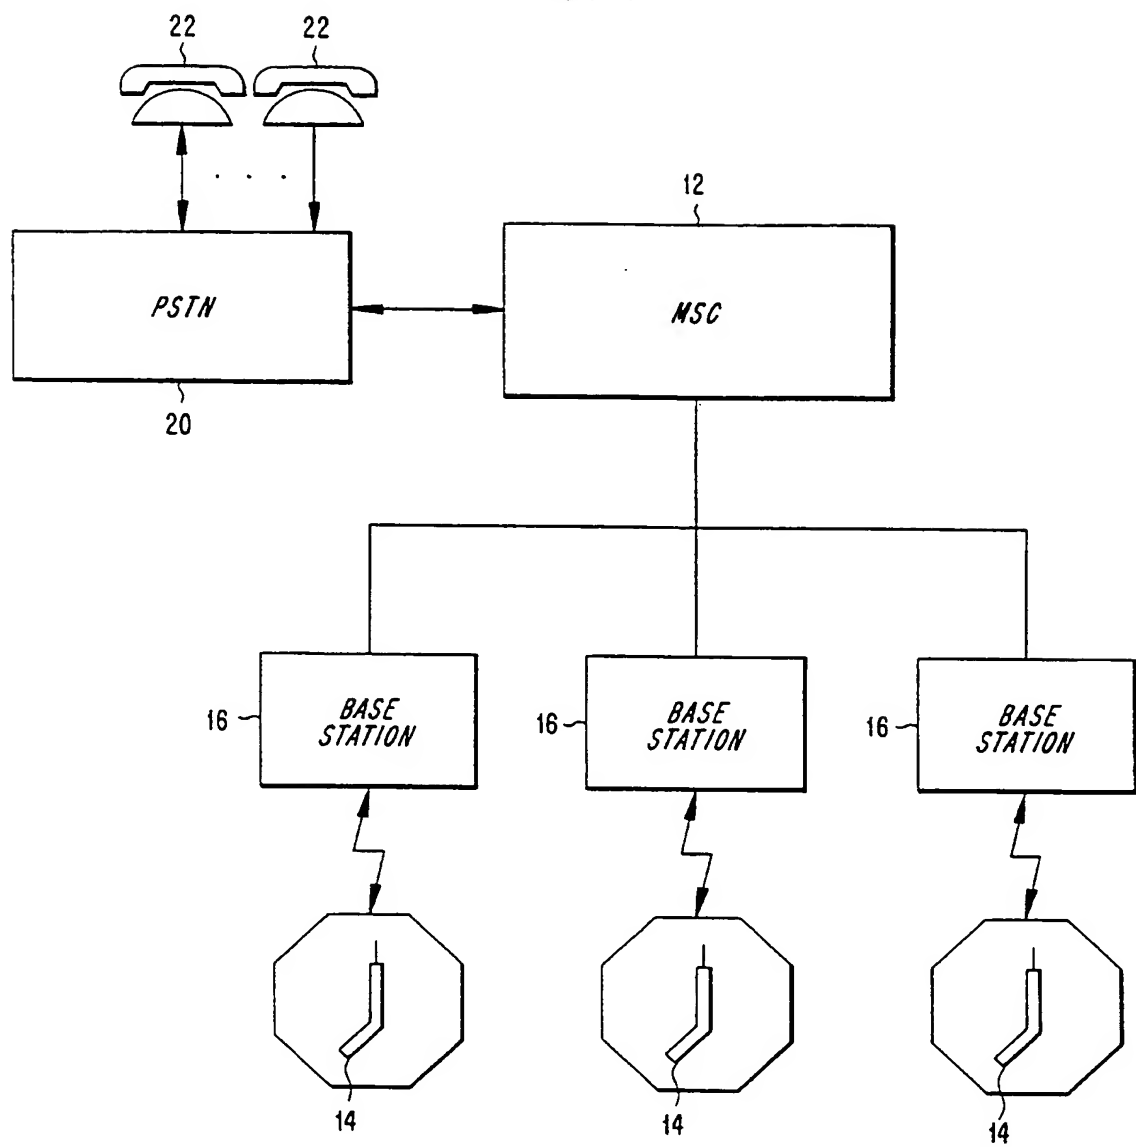 22 22
12
PSTN MSC
20
16 BASE STATION 16 BASE STATION 16 BASE STATION
14 14 14